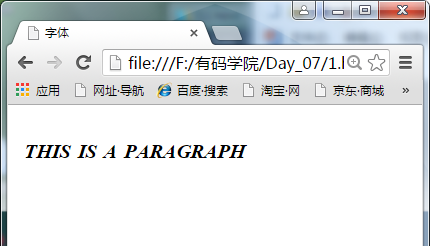 字体
file:///F:/有码学院/Day_07/1.l
应用 网址·导航 百度·搜索 淘宝·网 京东·商城 »
THIS IS A PARAGRAPH